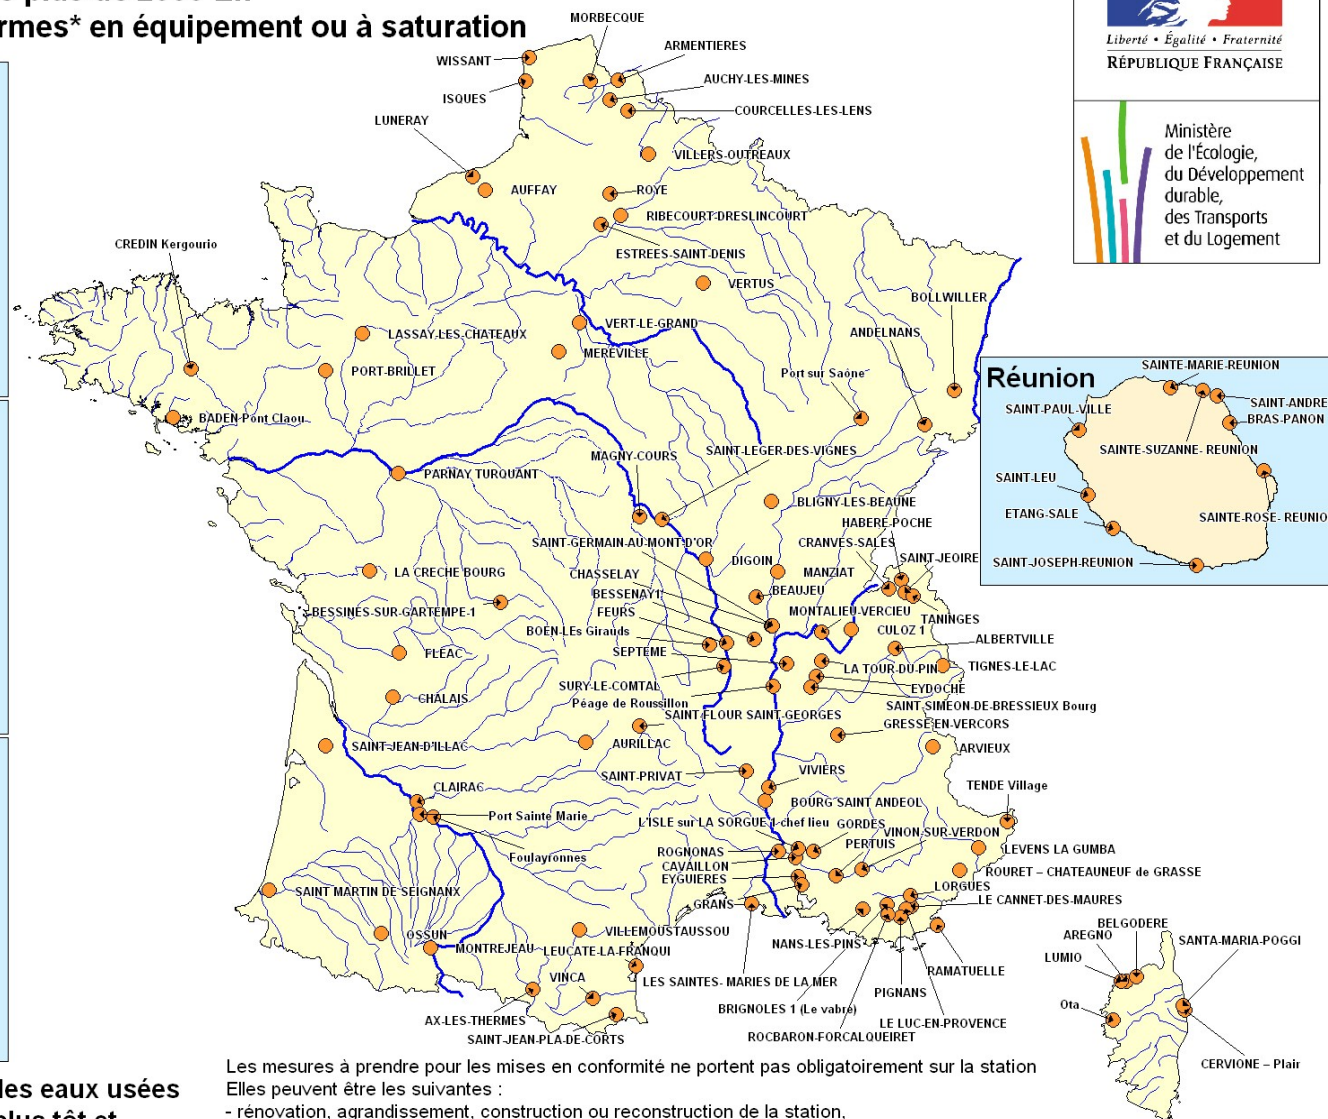 rmes* en équipement ou à saturation
Liberté • Égalité • Fraternité
RÉPUBLIQUE FRANÇAISE
Ministère
de l'Écologie,
du Développement
durable,
des Transports
et du Logement
MORBECQUE
WISSANT
ARMENTIERES
ISQUES
AUCHY-LES-MINES
COURCELLES-LES-LENS
LUNERAY
VILLERS-OUTREAUX
AUFFAY
ROYE
RIBECOURT-DRESLINCOURT
CREDIN Kergourio
ESTREES-SAINT-DENIS
VERTUS
BOLLWILLER
LASSAY-LES-CHATEAUX
VERT-LE-GRAND
ANDELNANS
MEREVILLE
PORT-BRILLET
Port sur Saône
BADEN Pont Claou
MAGNY-COURS
SAINT-LEGER-DES-VIGNES
PARNAY TURQUANT
BLIGNY-LES-BEAUNE
HABERE-POCHE
SAINT-GERMAIN-AU-MONT-D'OR
CRANVES-SALES
DIGOIN
SAINT-JEOIRE
LA CRECHE BOURG
CHASSELAY
MANZIAT
BESSENAY1
BEAUJEU
BESSINES-SUR-GARTEMPE-1
FEURS
MONTALIEU-VERCIEU
TANINGES
BOEN-LEs Girauds
CULOZ 1
ALBERTVILLE
FLEAC
SEPTEME
LA TOUR-DU-PIN
TIGNES-LE-LAC
SURY-LE-COMTAL
EYDOCHE
CHALAIS
Péage de Roussillon
SAINT-SIMEON-DE-BRESSIEUX Bourg
SAINT FLOUR SAINT-GEORGES
GRESSE-EN-VERCORS
SAINT-JEAN-D'ILLAC
AURILLAC
ARVIEUX
SAINT-PRIVAT
VIVIERS
CLAIRAC
TENDE Village
BOURG SAINT ANDEOL
Port Sainte Marie
L'ISLE sur LA SORGUE 1-chef lieu
GORDES
VINON-SUR-VERDON
PERTUIS
Foulayronnes
ROGNONAS
LEVENS LA GUMBA
CAVAILLON
EYGUIERES
ROURET – CHATEAUNEUF de GRASSE
SAINT MARTIN DE SEIGNANX
LORGUES
GRANS
LE CANNET-DES-MAURES
OSSUN
VILLEMOUSTAUSSOU
NANS-LES-PINS
MONTREJEAU
LEUCATE-LA-FRANQUI
RAMATUELLE
VINCA
LES SAINTES- MARIES DE LA MER
PIGNANS
BRIGNOLES 1 (Le vabre)
AX-LES-THERMES
LE LUC-EN-PROVENCE
SAINT-JEAN-PLA-DE-CORTS
ROCBARON-FORCALQUEIRET
Réunion
SAINTE-MARIE-REUNION
SAINT-PAUL-VILLE
SAINT-ANDRE
BRAS-PANON
SAINTE-SUZANNE- REUNION
SAINT-LEU
ETANG-SALE
SAINTE-ROSE- REUNIO
SAINT-JOSEPH-REUNION
BELGODERE
AREGNO
SANTA-MARIA-POGGI
LUMIO
Ota
CERVIONE – Plair
Les mesures à prendre pour les mises en conformité ne portent pas obligatoirement sur la station
Elles peuvent être les suivantes :
- rénovation, agrandissement, construction ou reconstruction de la station,
les eaux usées